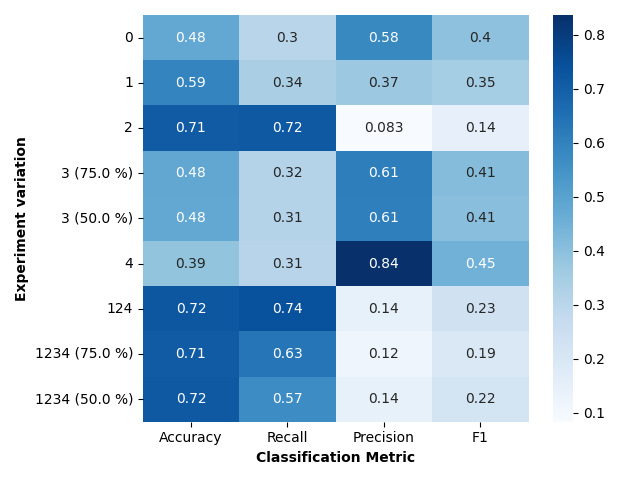 0 0.48 0.3 0.58 0.4
1 0.59 0.34 0.37 0.35
2 0.71 0.72 0.083 0.14
3 (75.0 %) 0.48 0.32 0.61 0.41
3 (50.0 %) 0.48 0.31 0.61 0.41
4 0.39 0.31 0.84 0.45
124 0.72 0.74 0.14 0.23
1234 (75.0 %) 0.71 0.63 0.12 0.19
1234 (50.0 %) 0.72 0.57 0.14 0.22
Accuracy Recall Precision F1
Classification Metric
Experiment variation
0.8
0.7
0.6
0.5
0.4
0.3
0.2
0.1